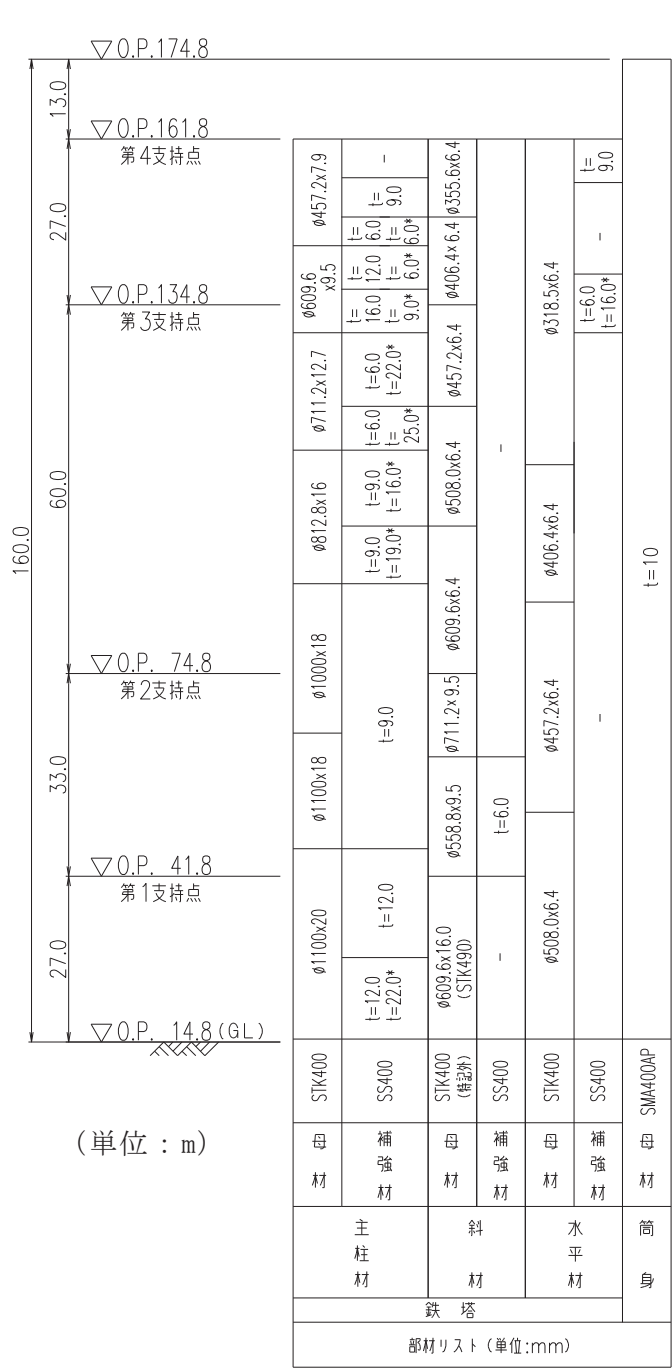 ▽O.P.174.8
13.0
▽O.P.161.8
第4支持点
27.0
▽O.P.134.8
第3支持点
60.0
160.0
▽O.P. 74.8
第2支持点
33.0
▽O.P. 41.8
第1支持点
27.0
▽O.P. 14.8(GL)
(単位:m)
φ457.2x7.9
φ609.6
x9.5
φ711.2x12.7
φ812.8x16
φ1000x18
φ1100x18
φ1100x20
STK400
母材
-
t=
9.0
t=
6.0
t=
6.0*
t=
12.0
t=
6.0*
t=
16.0
t=
9.0*
t=6.0
t=22.0*
t=6.0
t=
25.0*
t=9.0
t=16.0*
t=9.0
t=19.0*
t=9.0
t=12.0
t=12.0
t=22.0*
SS400
補強材
主柱材
φ355.6x6.4
φ406.4x6.4
φ457.2x6.4
φ508.0x6.4
φ609.6x6.4
φ711.2x9.5
φ558.8x9.5
φ609.6x16.0
(STK490)
STK400
(特記外)
母材
-
t=6.0
-
SS400
補強材
斜材
φ318.5x6.4
φ406.4x6.4
φ457.2x6.4
φ508.0x6.4
STK400
母材
t=
9.0
-
t=6.0
t=16.0*
-
SS400
補強材
水平材
t=10
SMA400AP
母材
筒身
鉄塔
部材リスト(単位:mm)